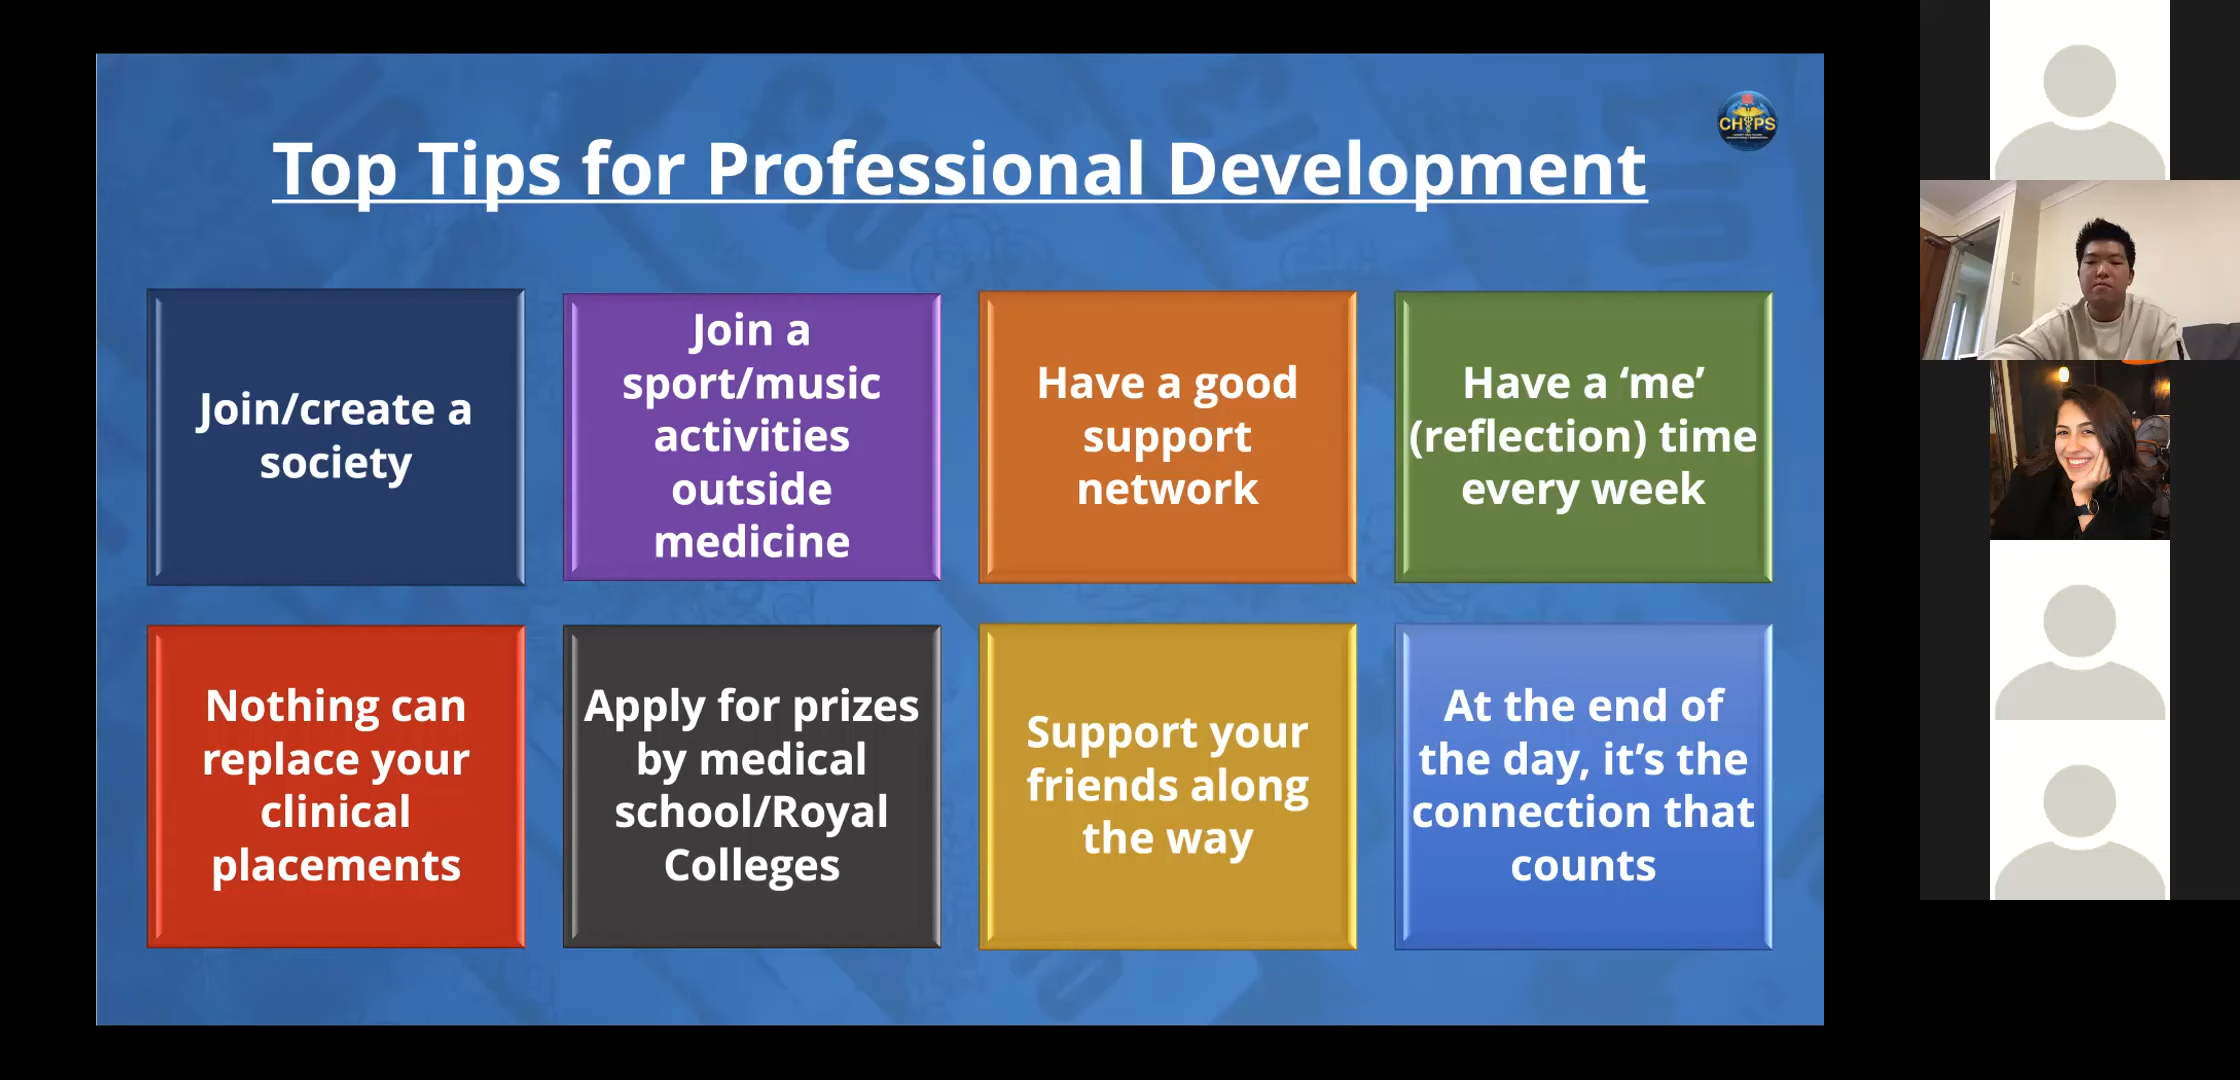 Top Tips for Professional Development
CHIPS
Join/create a
society
Join a
sport/music
activities
outside
medicine
Have a good
support
network
Have a ‘me’
(reflection) time
every week
Nothing can
replace your
clinical
placements
Apply for prizes
by medical
school/Royal
Colleges
Support your
friends along
the way
At the end of
the day, it’s the
connection that
counts